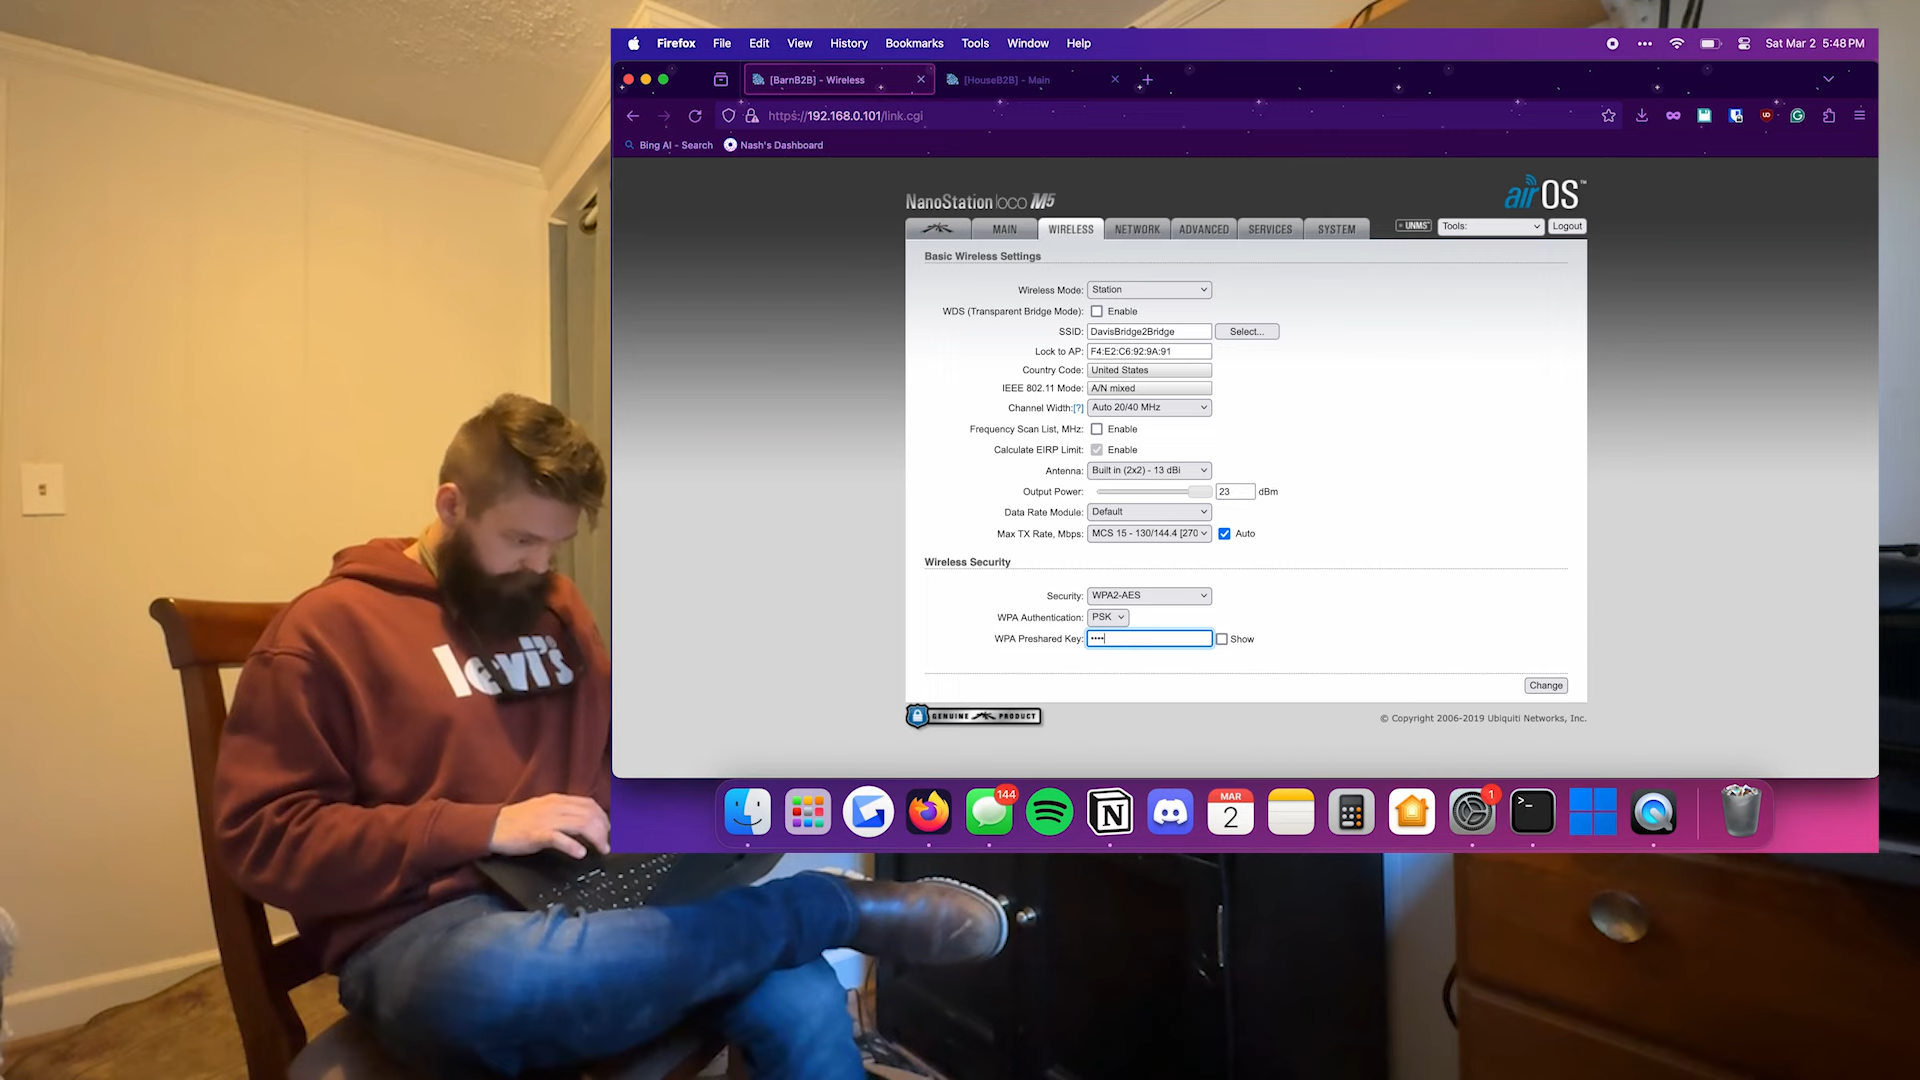 Firefox File Edit View History Bookmarks Tools Window Help
Sat Mar 2 5:48 PM
[BarnB2B] - Wireless
[HouseB2B] - Main
https://192.168.0.101/link.cgi
Bing AI - Search
Nash's Dashboard
NanoStation loco M5
airOS™
MAIN WIRELESS NETWORK ADVANCED SERVICES SYSTEM
UNMS
Tools:
Logout
Basic Wireless Settings
Wireless Mode: Station
WDS (Transparent Bridge Mode): Enable
SSID: DavisBridge2Bridge Select...
Lock to AP: F4:E2:C6:92:9A:91
Country Code: United States
IEEE 802.11 Mode: A/N mixed
Channel Width:[?] Auto 20/40 MHz
Frequency Scan List, MHz: Enable
Calculate EIRP Limit: Enable
Antenna: Built in (2x2) - 13 dBi
Output Power: 23 dBm
Data Rate Module: Default
Max TX Rate, Mbps: MCS 15 - 130/144.4 [270 Auto
Wireless Security
Security: WPA2-AES
WPA Authentication: PSK
WPA Preshared Key: •••• Show
Change
GENUINE PRODUCT
© Copyright 2006-2019 Ubiquiti Networks, Inc.
levi's
144
MAR
2
1